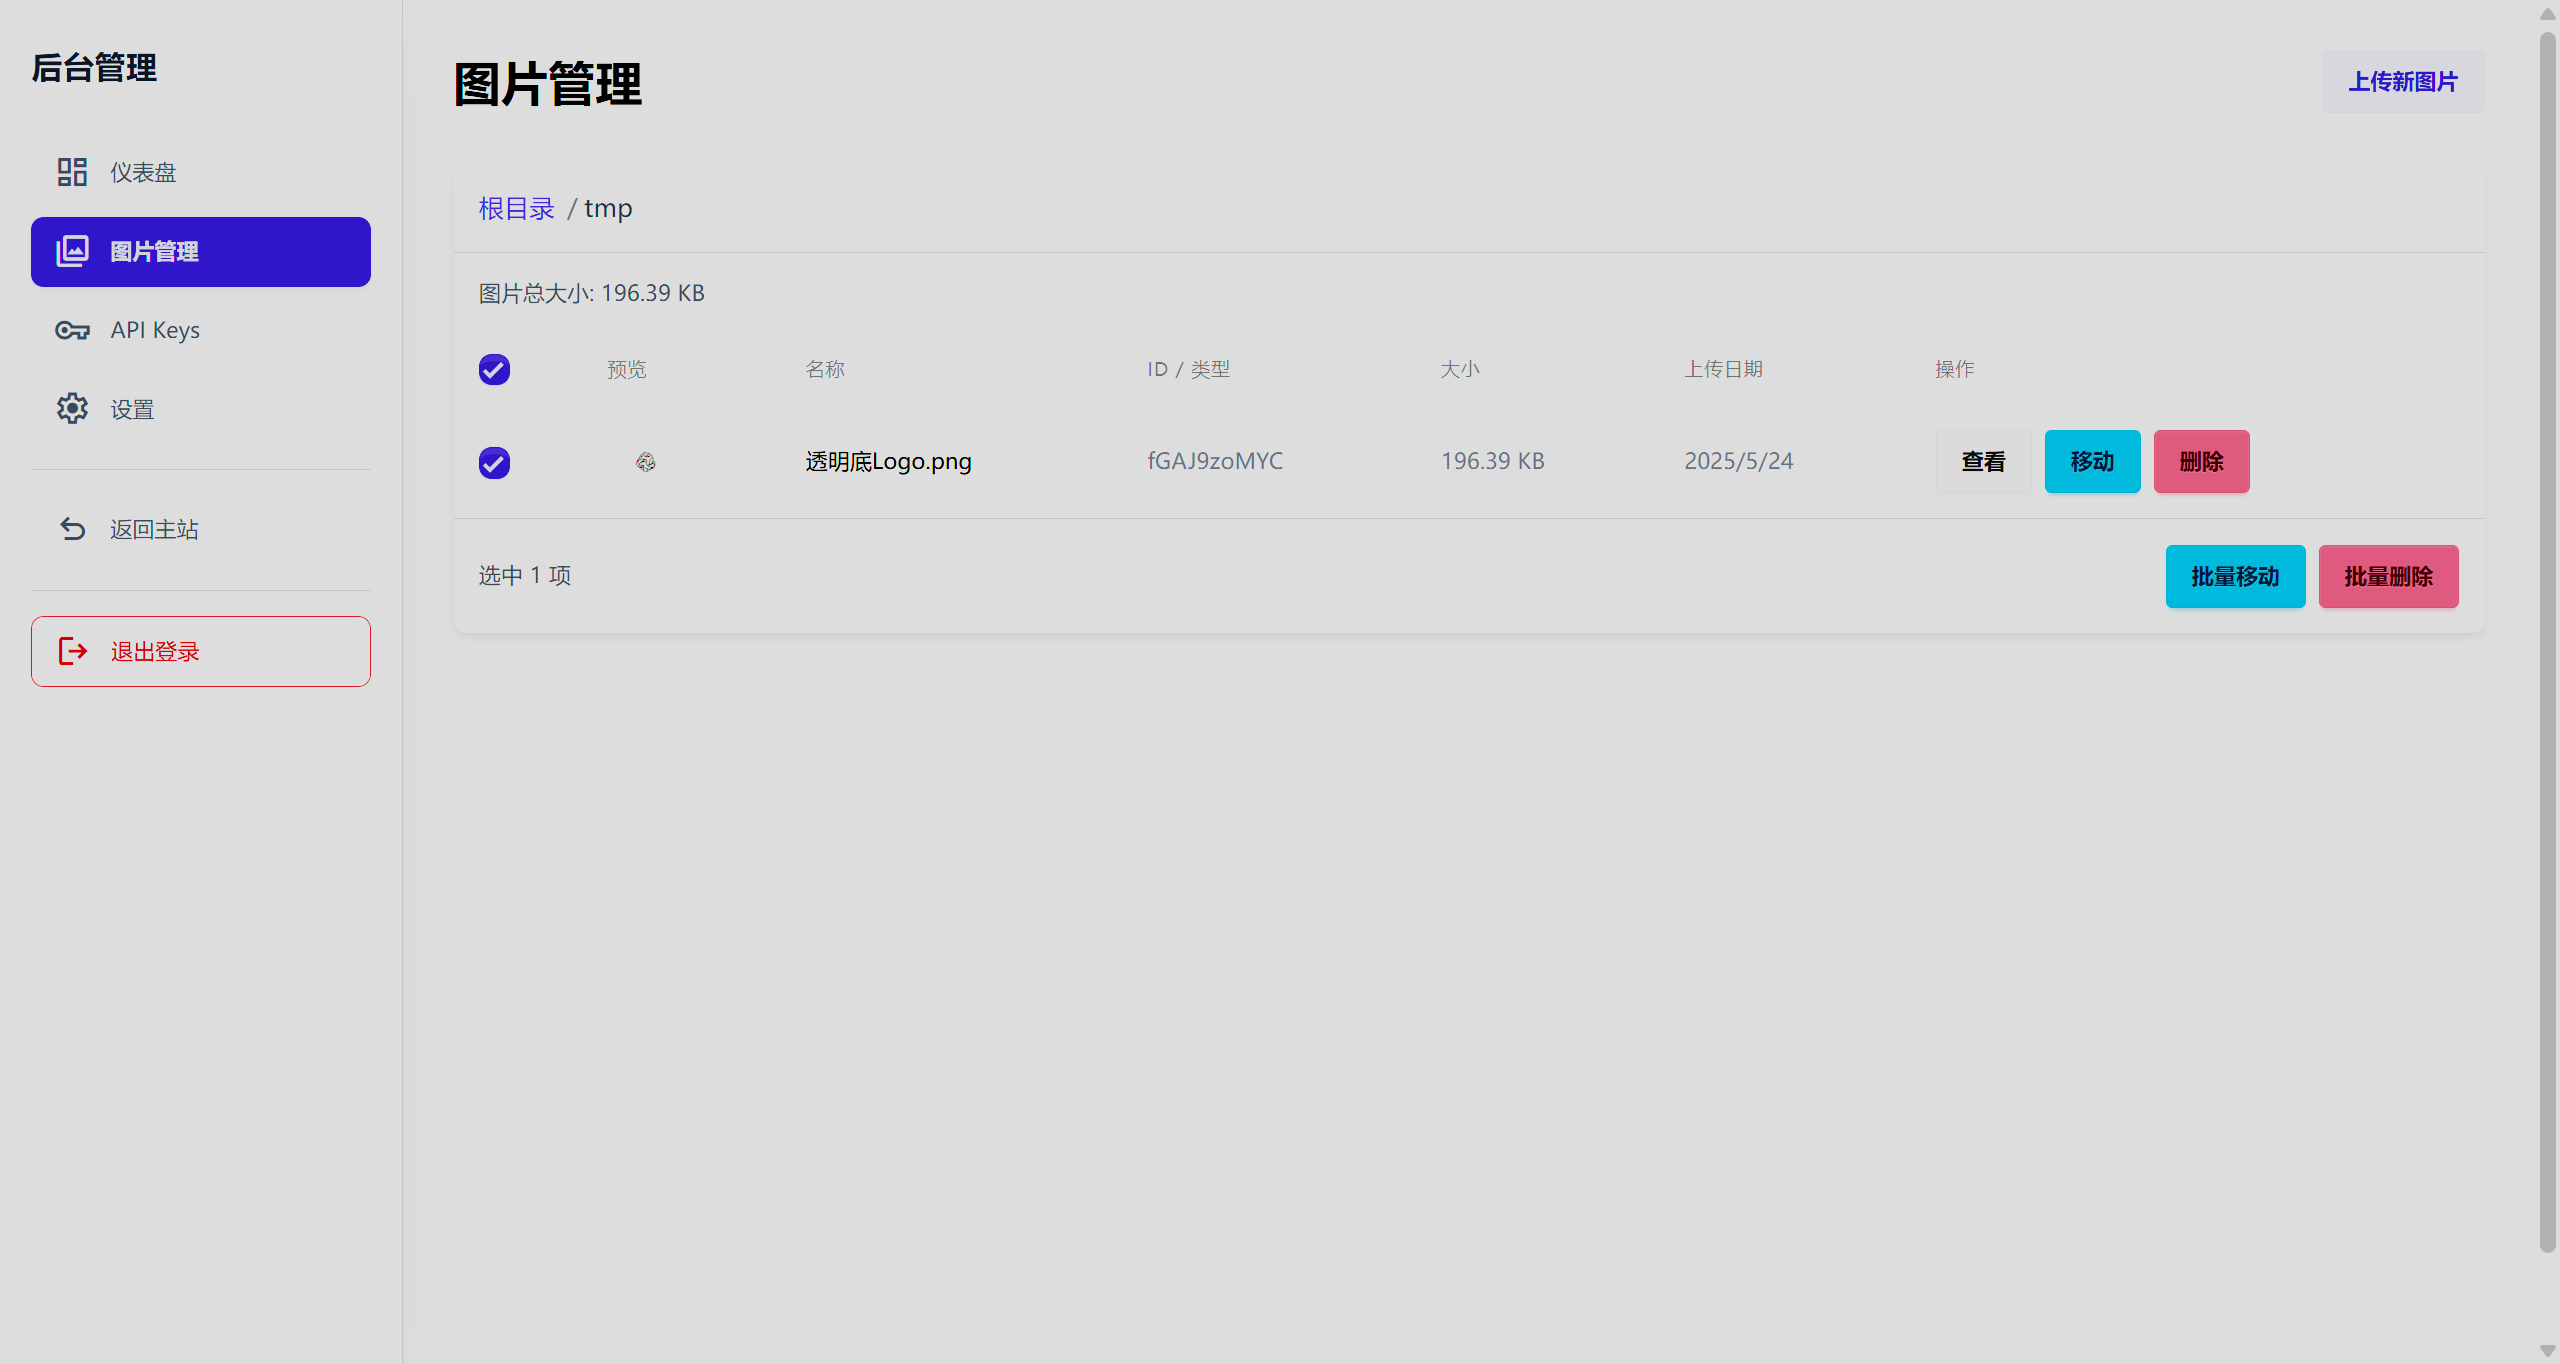 后台管理
仪表盘
图片管理
API Keys
设置
返回主站
退出登录
图片管理
上传新图片
根目录 / tmp
图片总大小: 196.39 KB
预览 名称 ID / 类型 大小 上传日期 操作
透明底Logo.png fGAJ9zoMYC 196.39 KB 2025/5/24 查看 移动 删除
选中 1 项 批量移动 批量删除